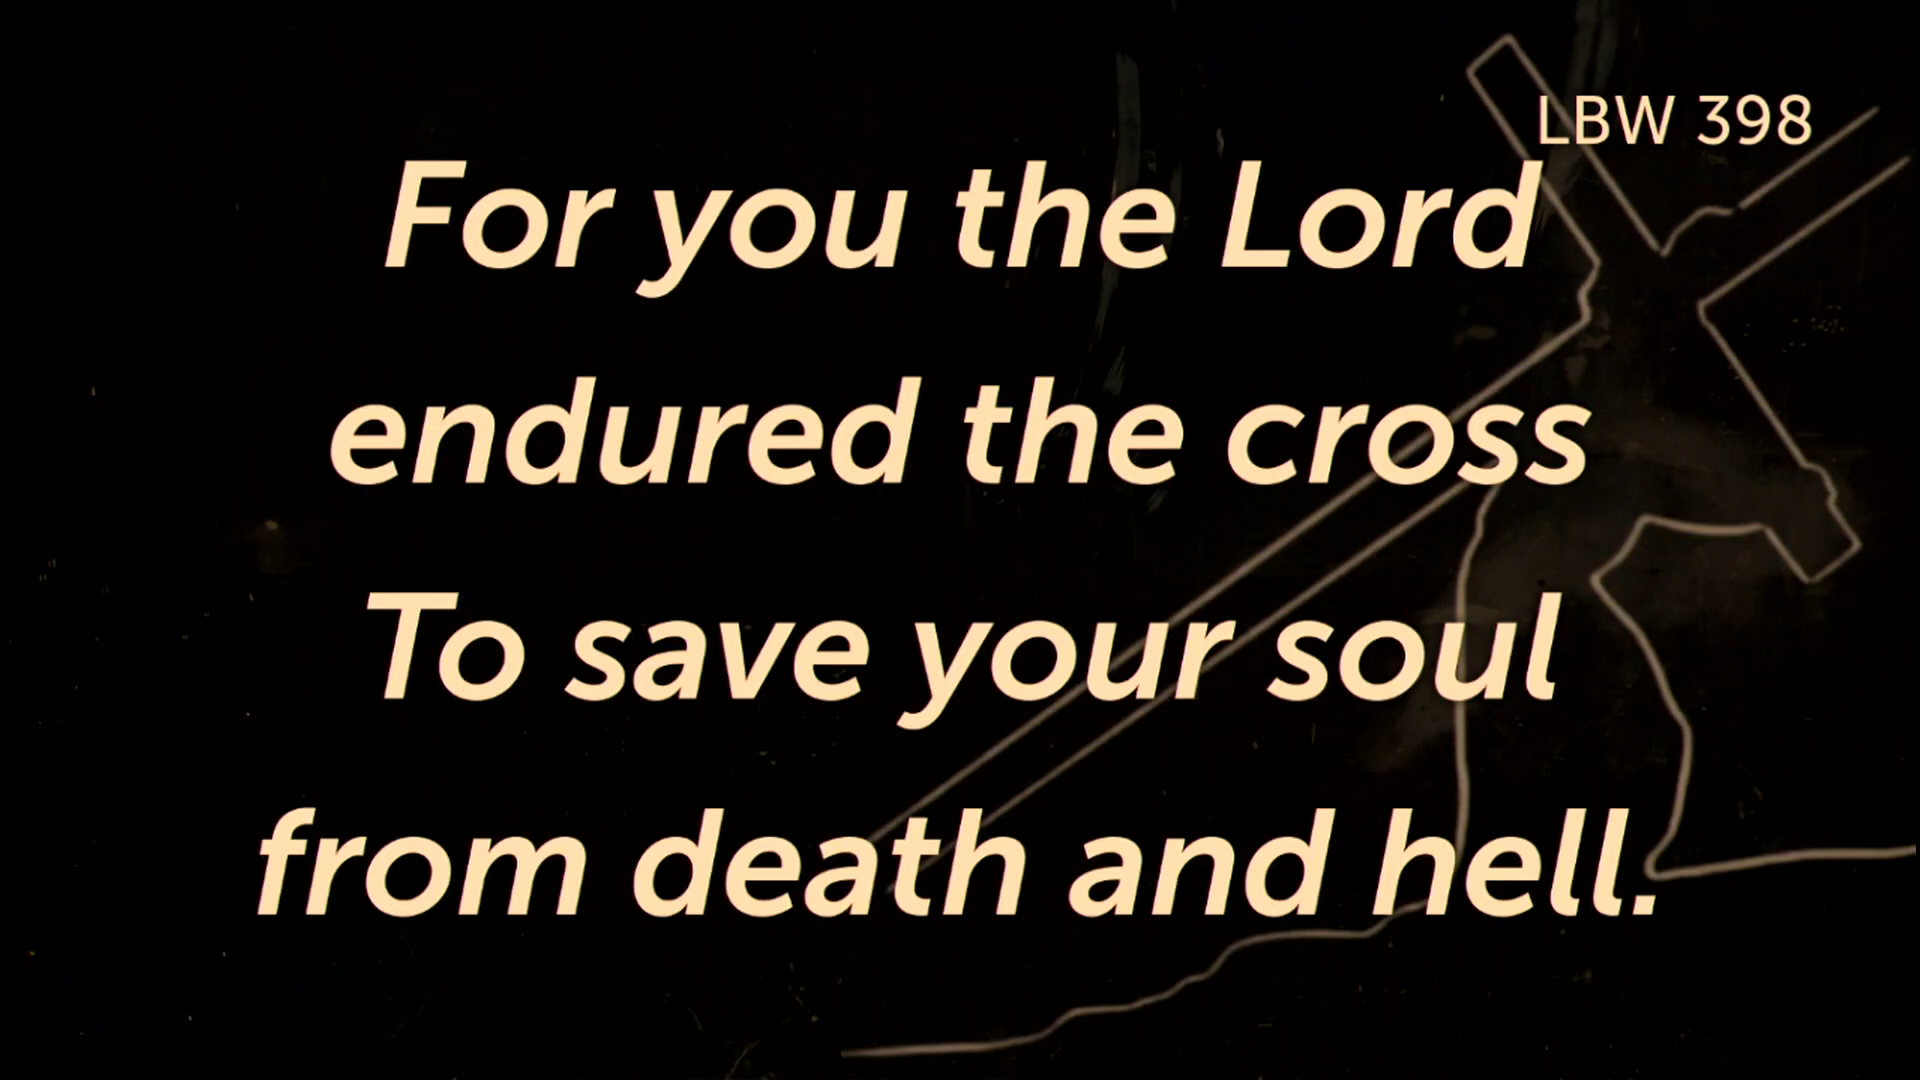 LBW 398
For you the Lord
endured the cross
To save your soul
from death and hell.